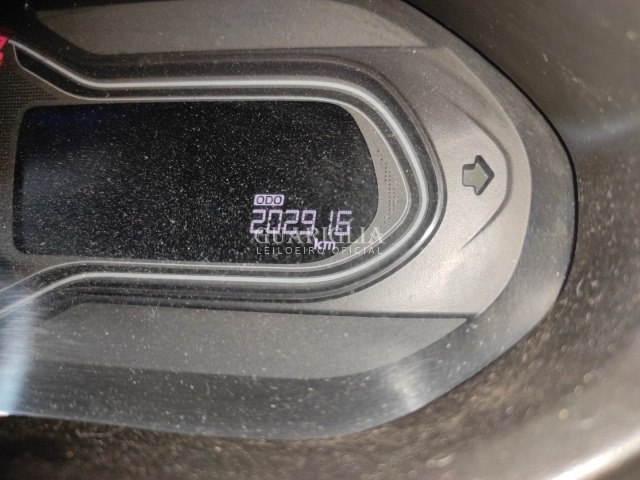 ODO
202916
km
GUARIGLIA
LEILOEIRO OFICIAL